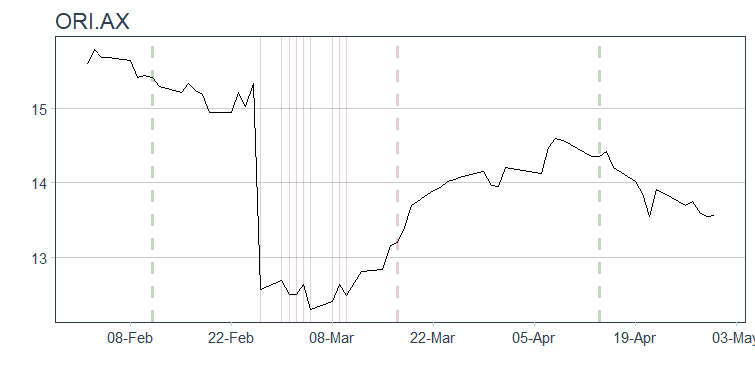 ORI.AX
15
14
13
08-Feb
22-Feb
08-Mar
22-Mar
05-Apr
19-Apr
03-May